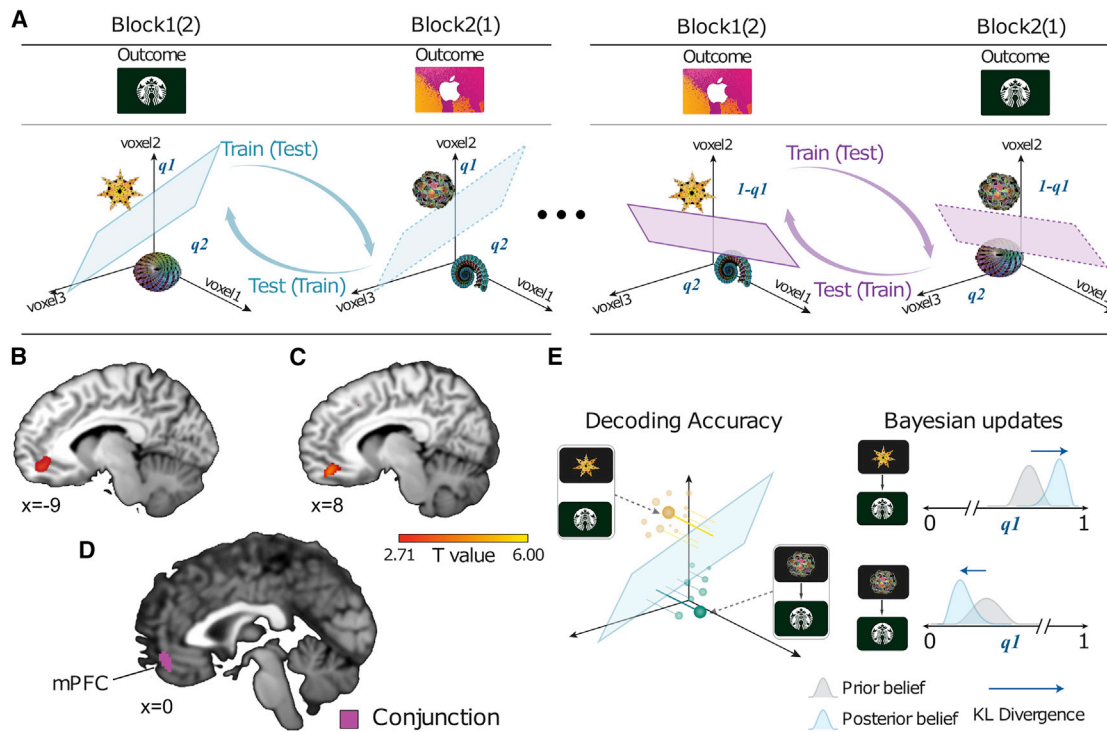 A
Block1(2)
Block2(1)
Block1(2)
Block2(1)
Outcome
Outcome
Outcome
Outcome
voxel2
q1
q2
voxel3
voxel1
Train (Test)
Test (Train)
voxel2
q1
q2
voxel3
voxel1
•••
voxel2
1-q1
q2
voxel3
voxel1
Train (Test)
Test (Train)
voxel2
1-q1
q2
voxel3
voxel1
B
x=-9
C
x=8
2.71 T value 6.00
D
mPFC
x=0
Conjunction
E
Decoding Accuracy
Bayesian updates
0 q1 1
0 q1 1
Prior belief
Posterior belief
KL Divergence